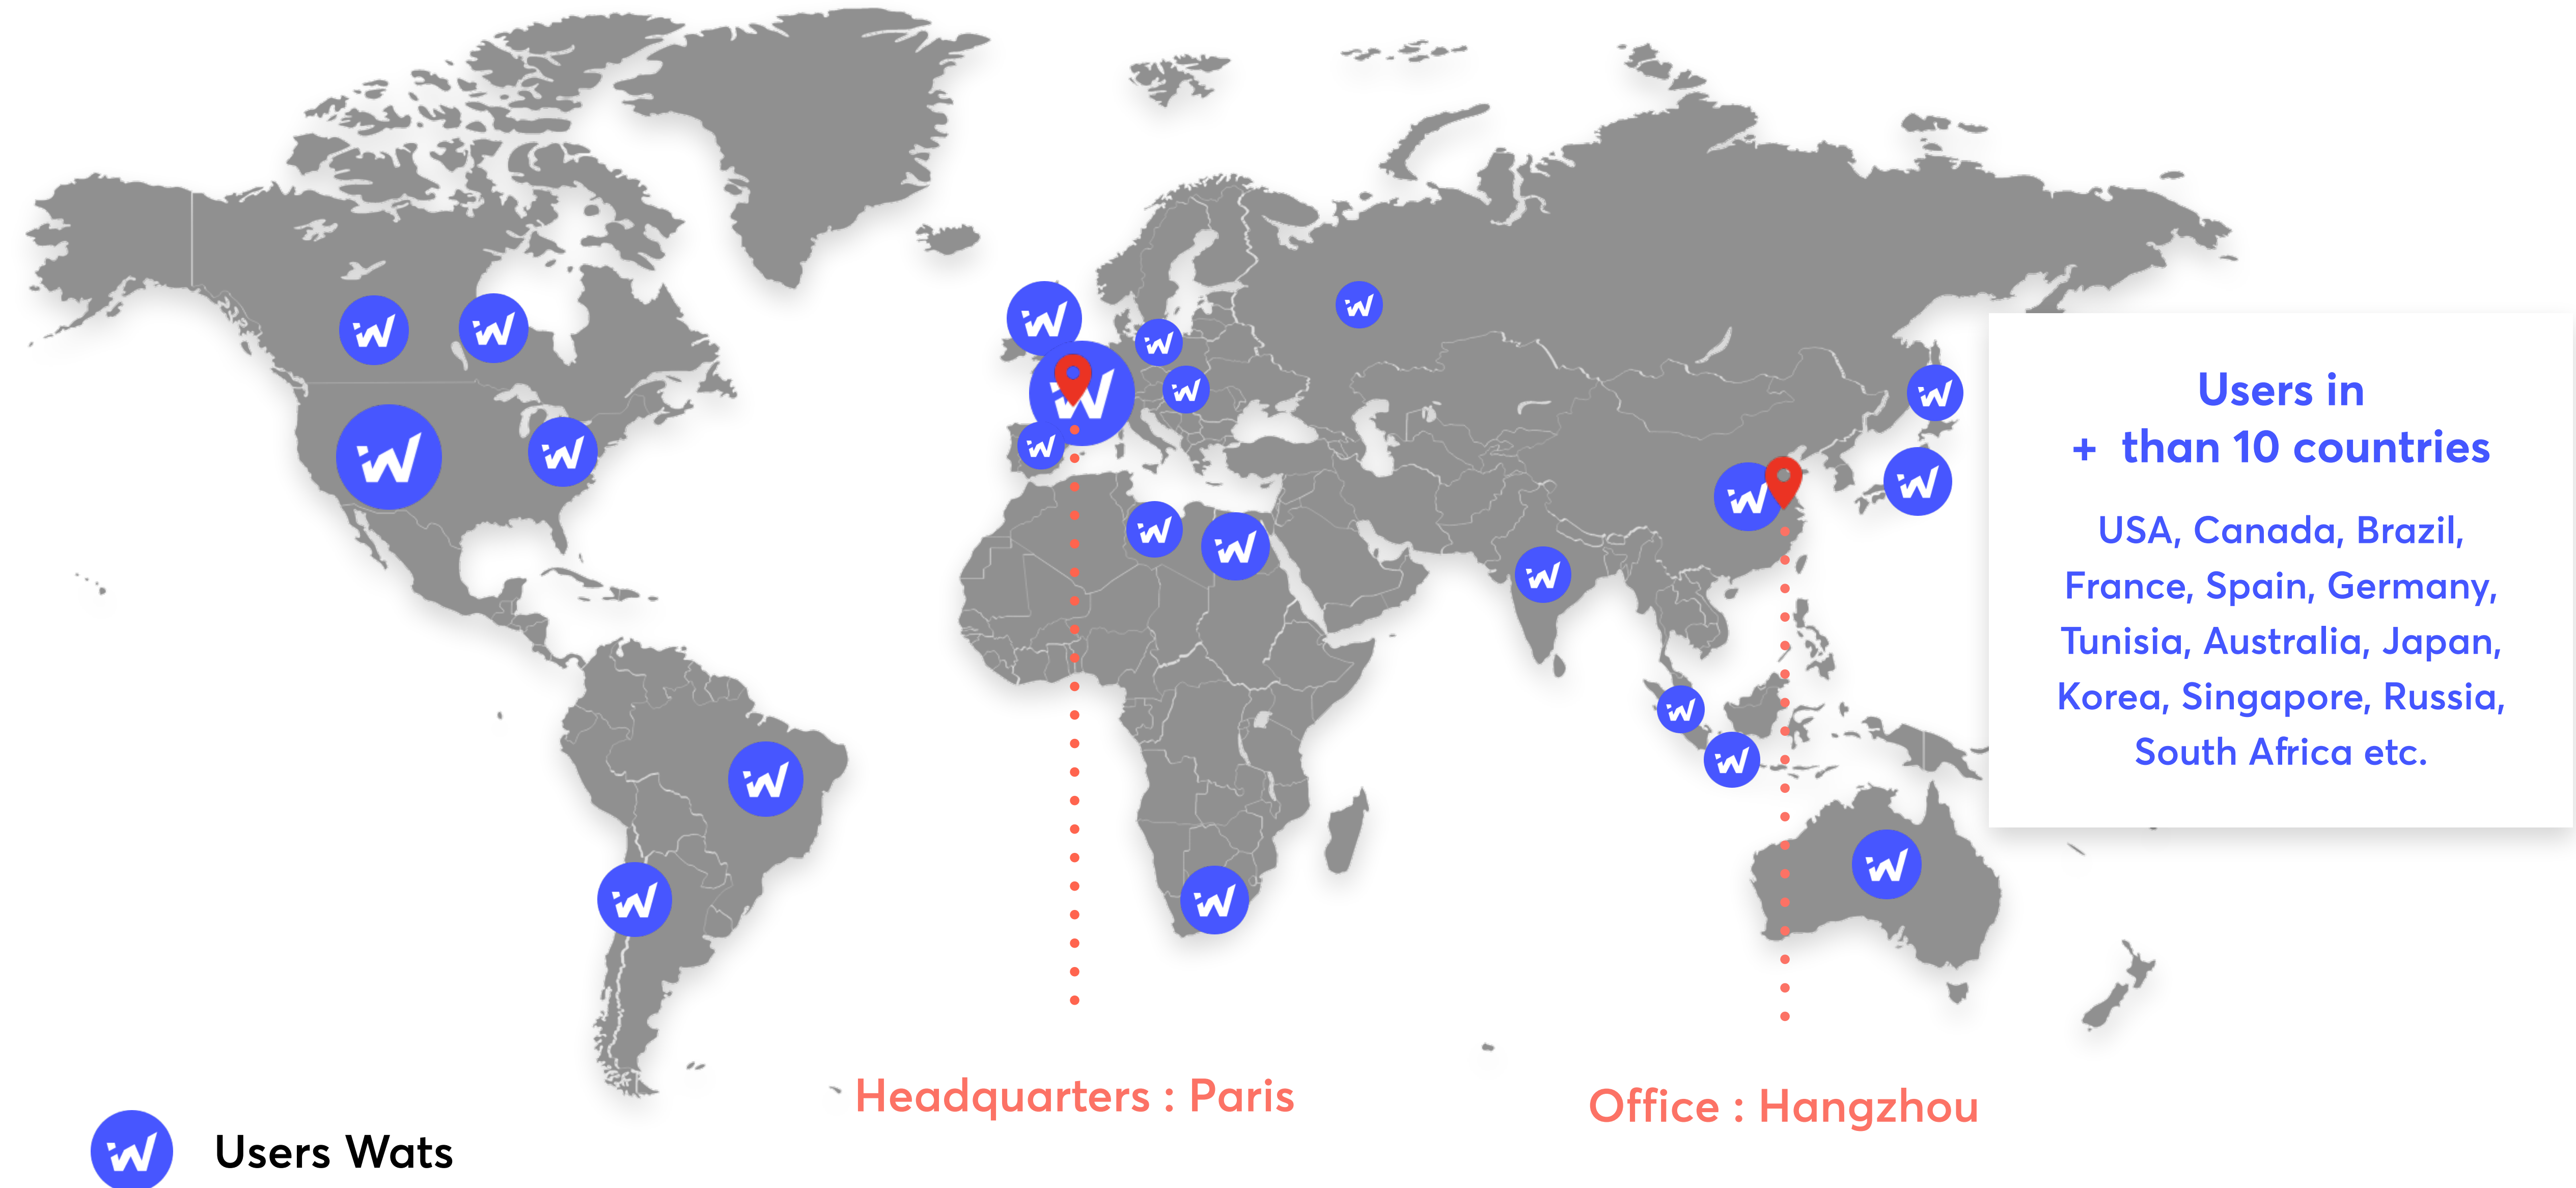 Users in
+ than 10 countries
USA, Canada, Brazil,
France, Spain, Germany,
Tunisia, Australia, Japan,
Korea, Singapore, Russia,
South Africa etc.
Headquarters : Paris
Office : Hangzhou
Users Wats